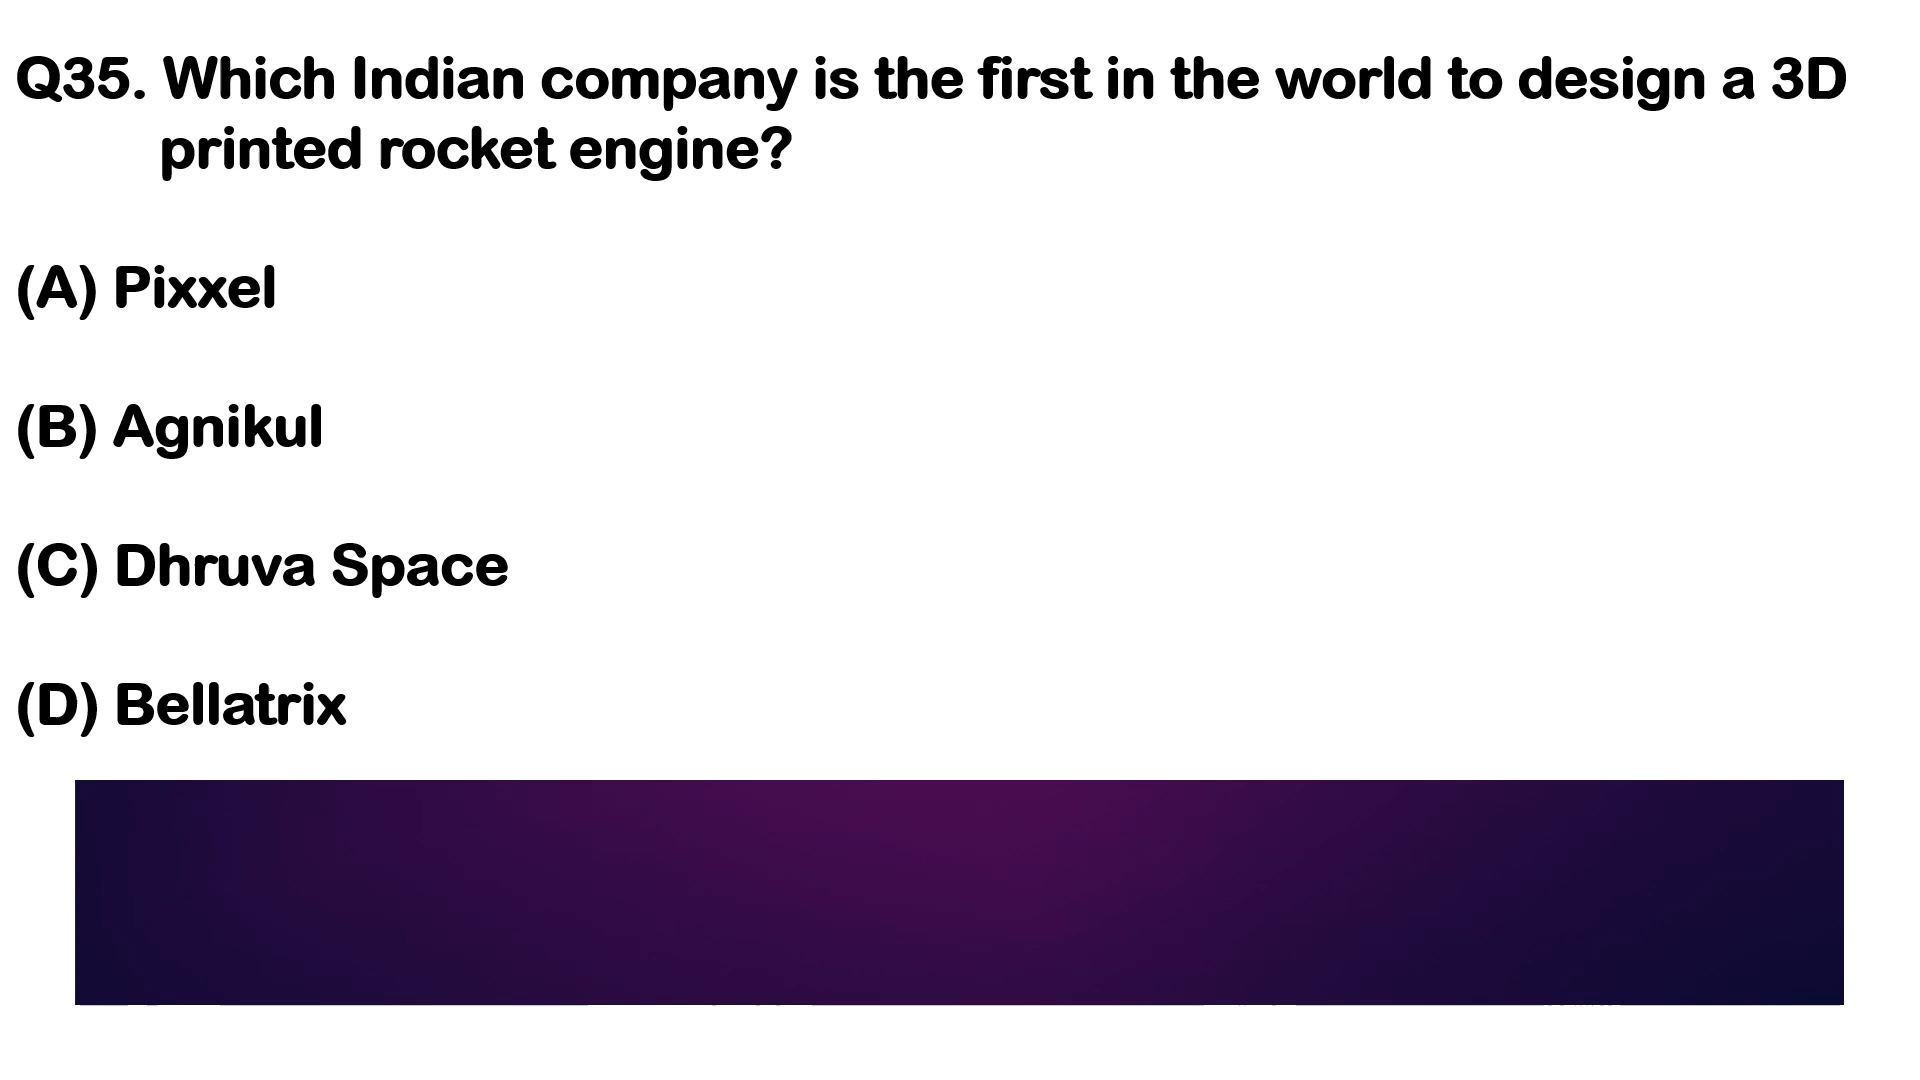 Q35. Which Indian company is the first in the world to design a 3D
printed rocket engine?
(A) Pixxel
(B) Agnikul
(C) Dhruva Space
(D) Bellatrix